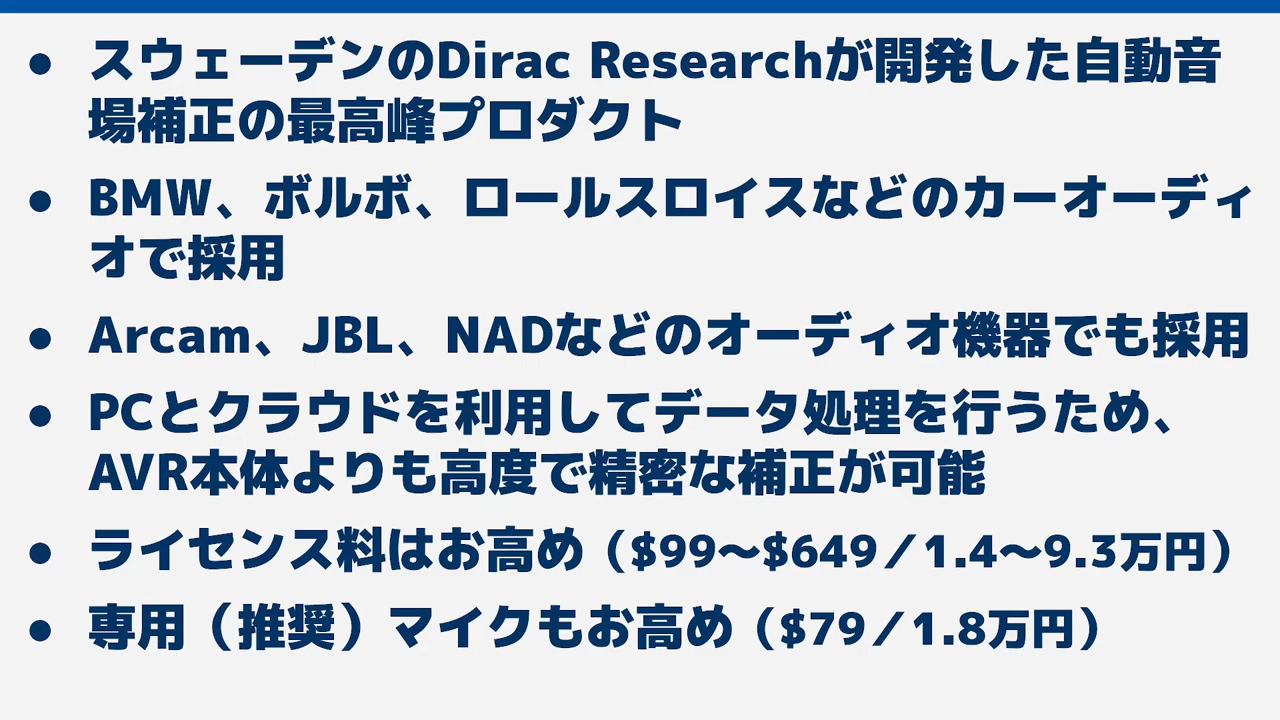 ● スウェーデンのDirac Researchが開発した自動音
場補正の最高峰プロダクト
● BMW、ボルボ、ロールスロイスなどのカーオーディ
オで採用
● Arcam、JBL、NADなどのオーディオ機器でも採用
● PCとクラウドを利用してデータ処理を行うため、
AVR本体よりも高度で精密な補正が可能
● ライセンス料はお高め（$99～$649／1.4～9.3万円）
● 専用（推奨）マイクもお高め（$79／1.8万円）